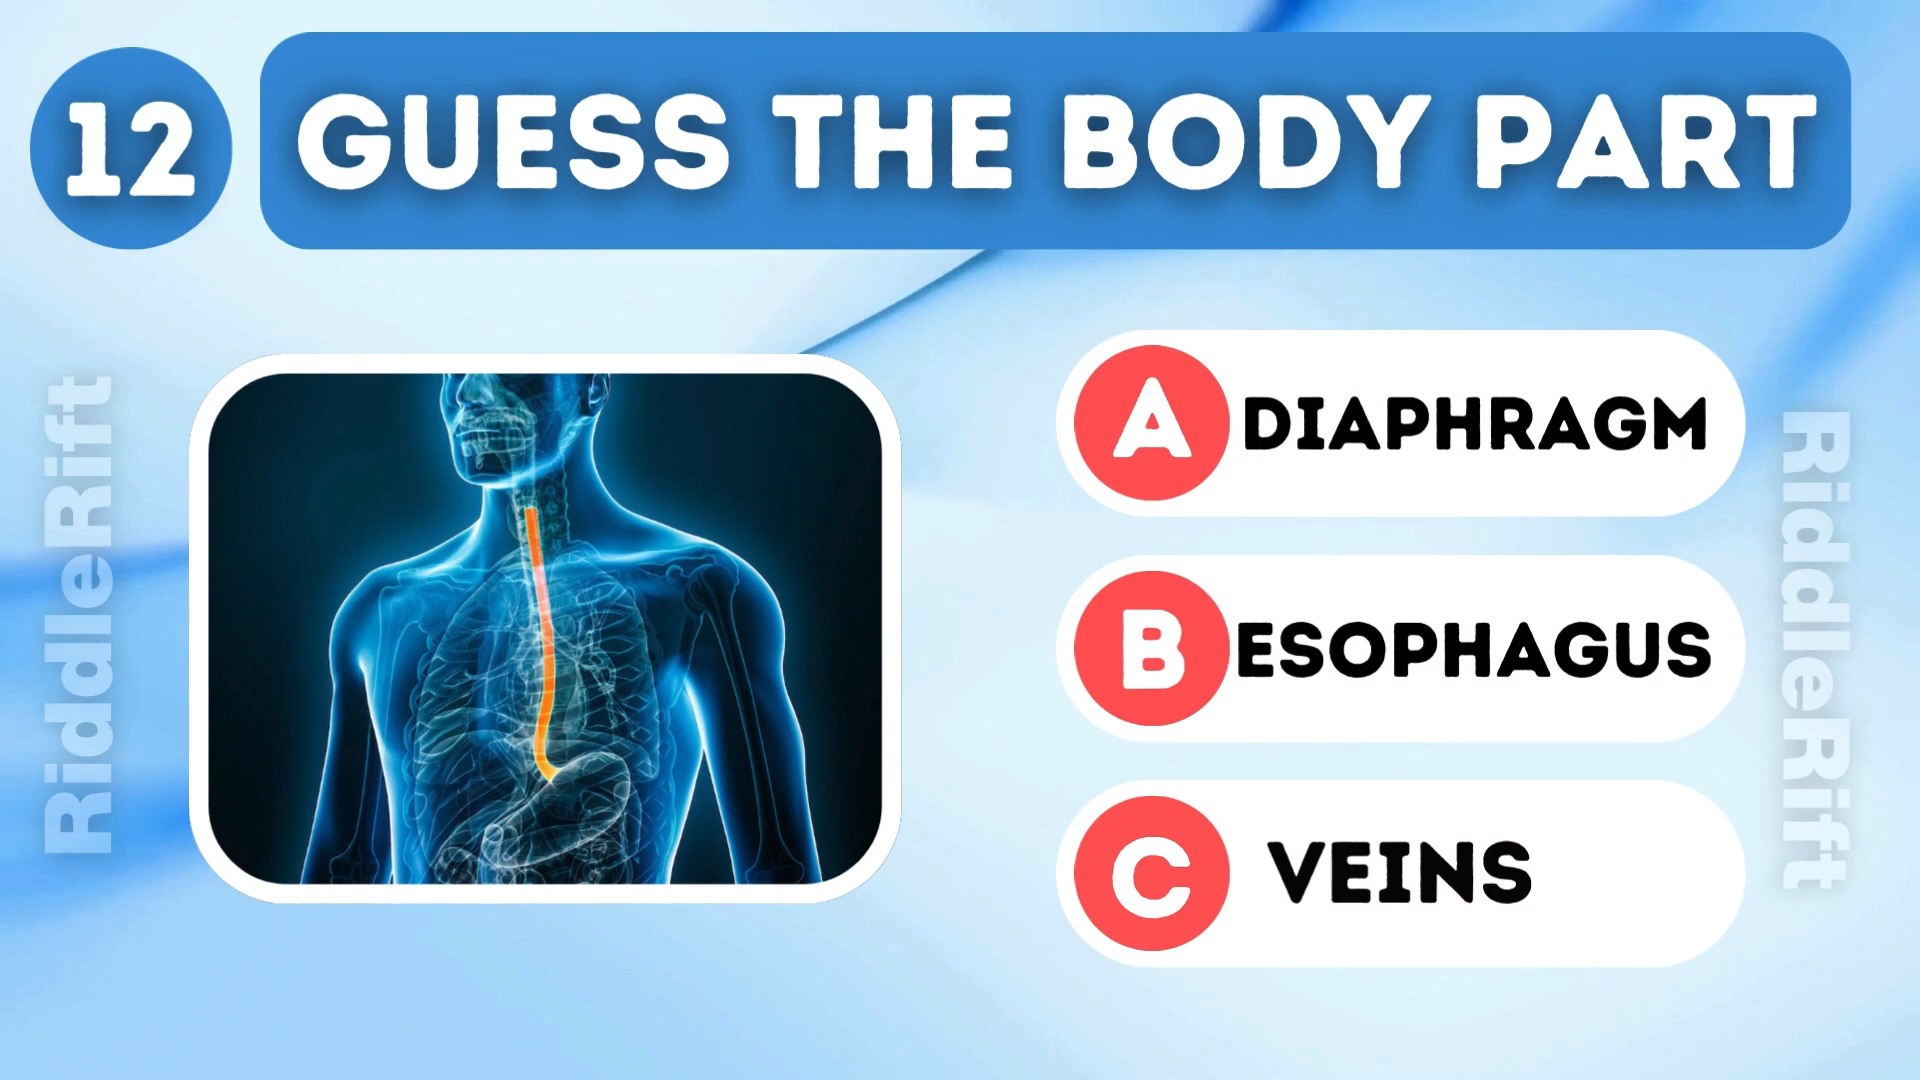 12
GUESS THE BODY PART
RiddleRift
A DIAPHRAGM
B ESOPHAGUS
C VEINS
RiddleRift